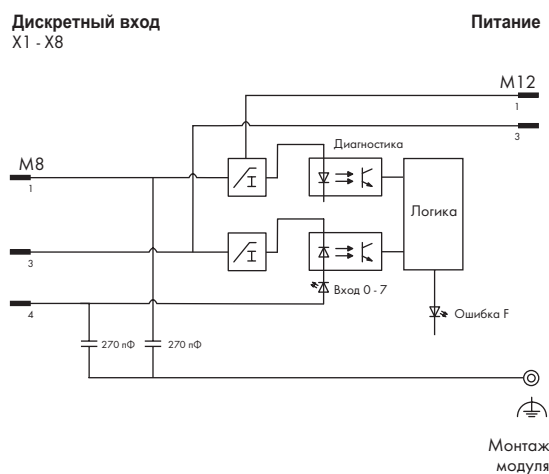 Дискретный вход
X1 - X8
Питание
M12
1
3
Диагностика
M8
1
Логика
3
Вход 0 - 7
4
Ошибка F
270 пФ
270 пФ
Монтаж
модуля